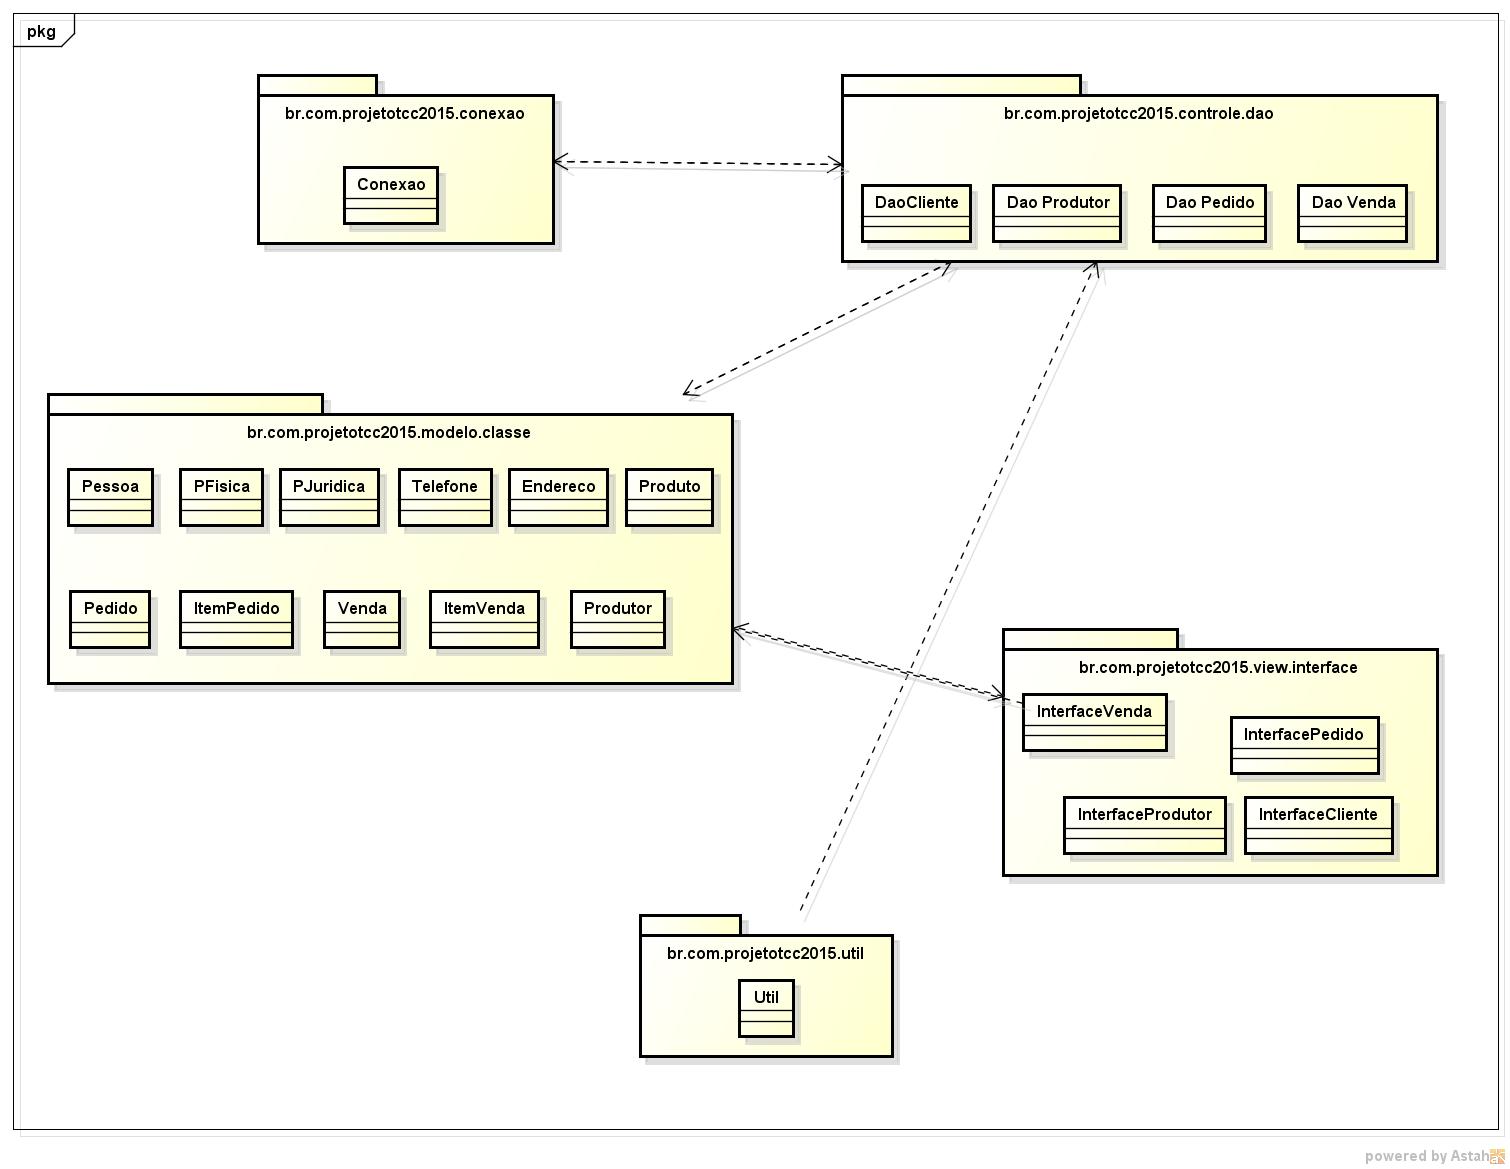 pkg
br.com.projetotcc2015.conexao
Conexao
br.com.projetotcc2015.controle.dao
DaoCliente
Dao Produtor
Dao Pedido
Dao Venda
br.com.projetotcc2015.modelo.classe
Pessoa
PFisica
PJuridica
Telefone
Endereco
Produto
Pedido
ItemPedido
Venda
ItemVenda
Produtor
br.com.projetotcc2015.view.interface
InterfaceVenda
InterfacePedido
InterfaceProdutor
InterfaceCliente
br.com.projetotcc2015.util
Util
powered by Astah